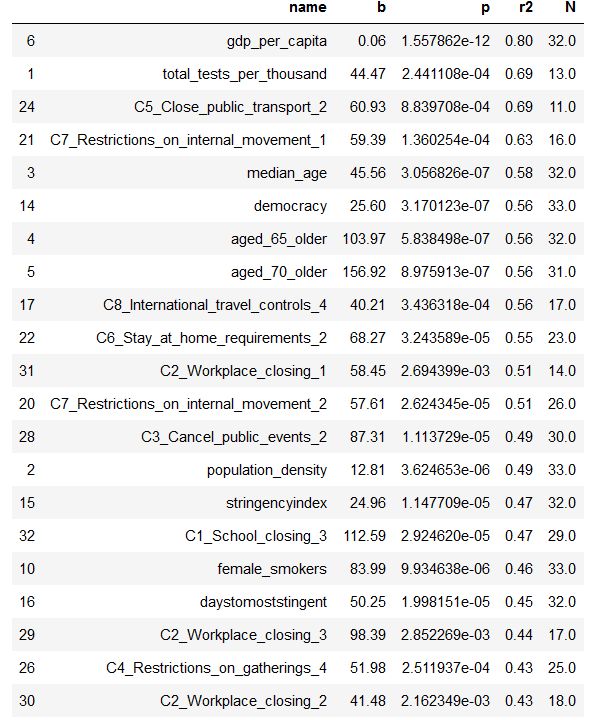 name b p r2 N
6 gdp_per_capita 0.06 1.557862e-12 0.80 32.0
1 total_tests_per_thousand 44.47 2.441108e-04 0.69 13.0
24 C5_Close_public_transport_2 60.93 8.839708e-04 0.69 11.0
21 C7_Restrictions_on_internal_movement_1 59.39 1.360254e-04 0.63 16.0
3 median_age 45.56 3.056826e-07 0.58 32.0
14 democracy 25.60 3.170123e-07 0.56 33.0
4 aged_65_older 103.97 5.838498e-07 0.56 32.0
5 aged_70_older 156.92 8.975913e-07 0.56 31.0
17 C8_International_travel_controls_4 40.21 3.436318e-04 0.56 17.0
22 C6_Stay_at_home_requirements_2 68.27 3.243589e-05 0.55 23.0
31 C2_Workplace_closing_1 58.45 2.694399e-03 0.51 14.0
20 C7_Restrictions_on_internal_movement_2 57.61 2.624345e-05 0.51 26.0
28 C3_Cancel_public_events_2 87.31 1.113729e-05 0.49 30.0
2 population_density 12.81 3.624653e-06 0.49 33.0
15 stringencyindex 24.96 1.147709e-05 0.47 32.0
32 C1_School_closing_3 112.59 2.924620e-05 0.47 29.0
10 female_smokers 83.99 9.934638e-06 0.46 33.0
16 daystomoststingent 50.25 1.998151e-05 0.45 32.0
29 C2_Workplace_closing_3 98.39 2.852269e-03 0.44 17.0
26 C4_Restrictions_on_gatherings_4 51.98 2.511937e-04 0.43 25.0
30 C2_Workplace_closing_2 41.48 2.162349e-03 0.43 18.0